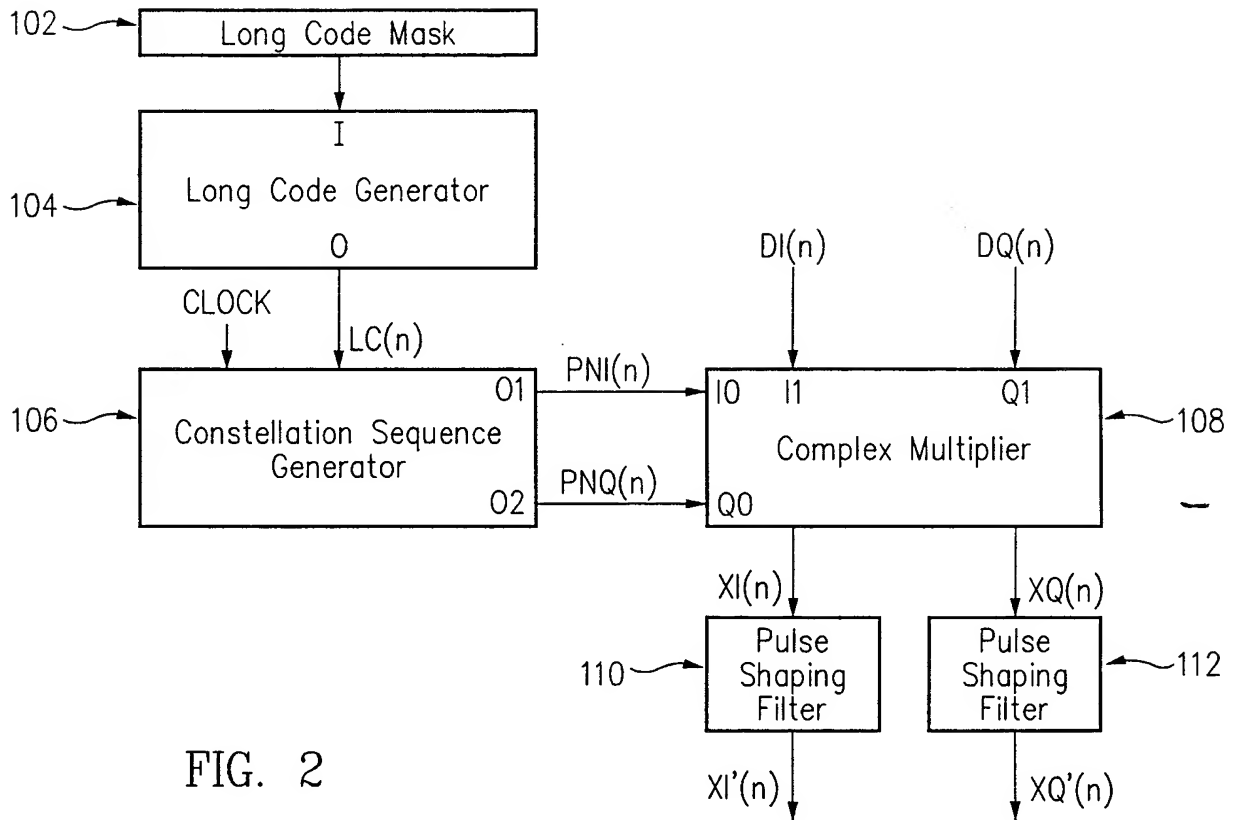 102
Long Code Mask
I
104
Long Code Generator
O
CLOCK
LC(n)
DI(n)
DQ(n)
106
Constellation Sequence
Generator
O1
O2
PNI(n)
PNQ(n)
I0
I1
Q1
Q0
Complex Multiplier
108
XI(n)
XQ(n)
110
Pulse
Shaping
Filter
Pulse
Shaping
Filter
112
XI'(n)
XQ'(n)
FIG. 2